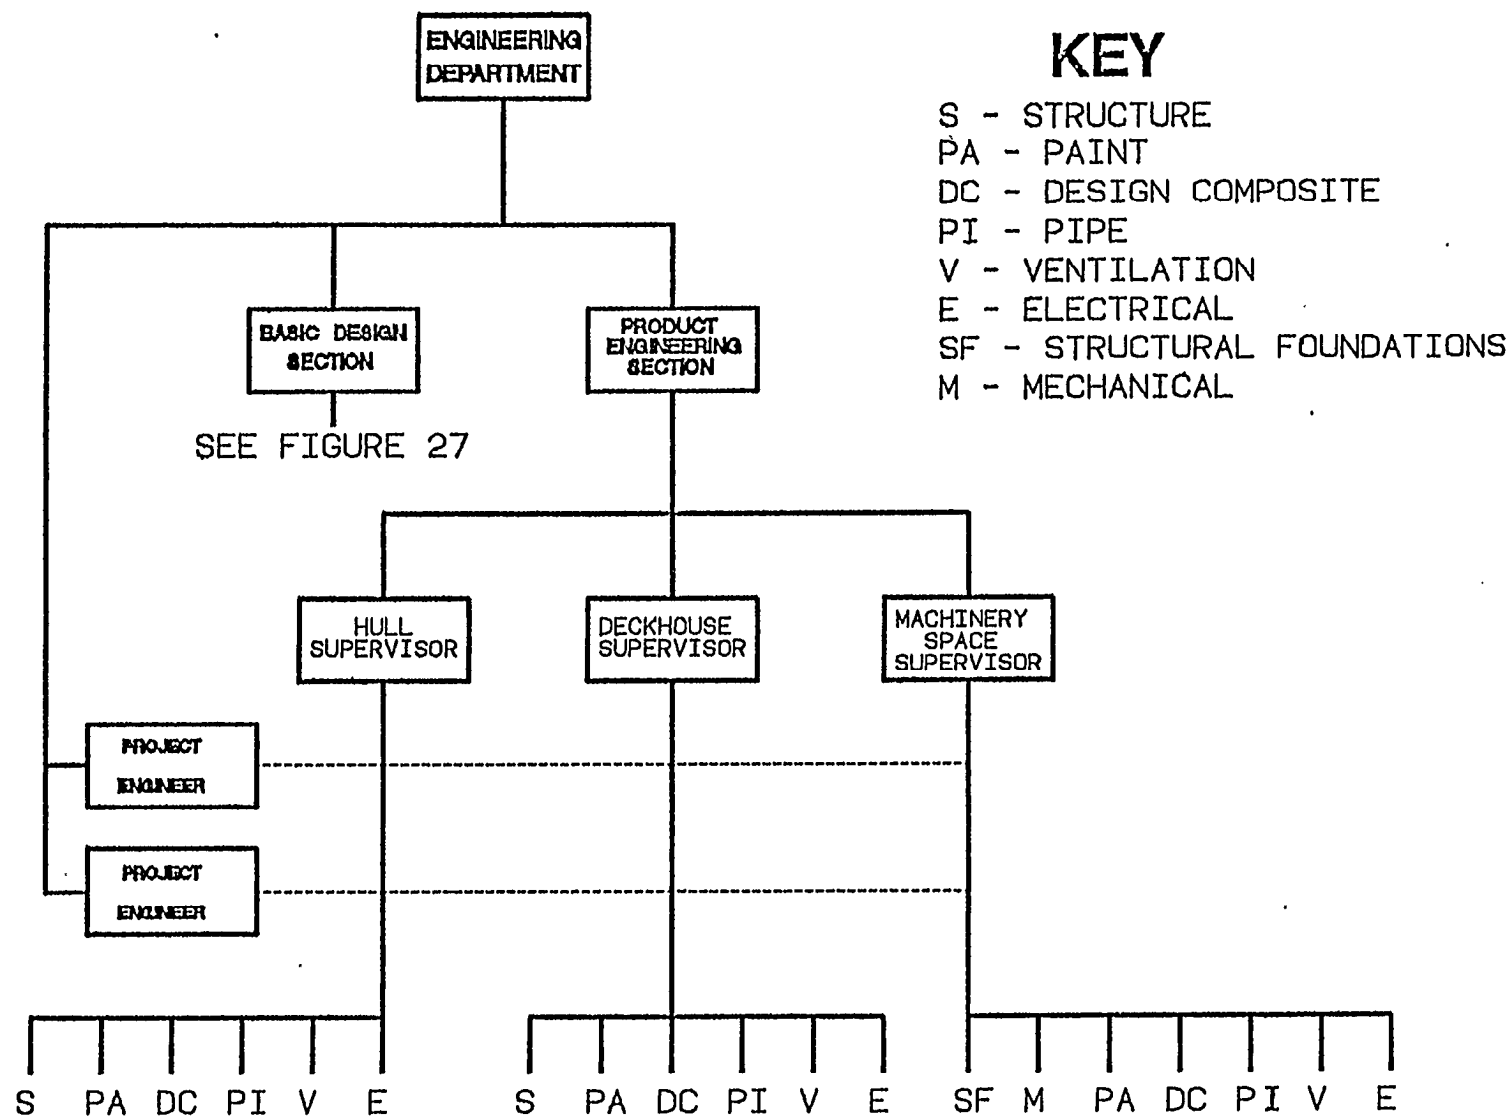 ENGINEERING
DEPARTMENT
KEY
S - STRUCTURE
PA - PAINT
DC - DESIGN COMPOSITE
PI - PIPE
V - VENTILATION
E - ELECTRICAL
SF - STRUCTURAL FOUNDATIONS
M - MECHANICAL
BASIC DESIGN
SECTION
SEE FIGURE 27
PRODUCT
ENGINEERING
SECTION
HULL
SUPERVISOR
DECKHOUSE
SUPERVISOR
MACHINERY
SPACE
SUPERVISOR
PROJECT
ENGINEER
PROJECT
ENGINEER
S PA DC PI V E S PA DC PI V E SF M PA DC PI V E